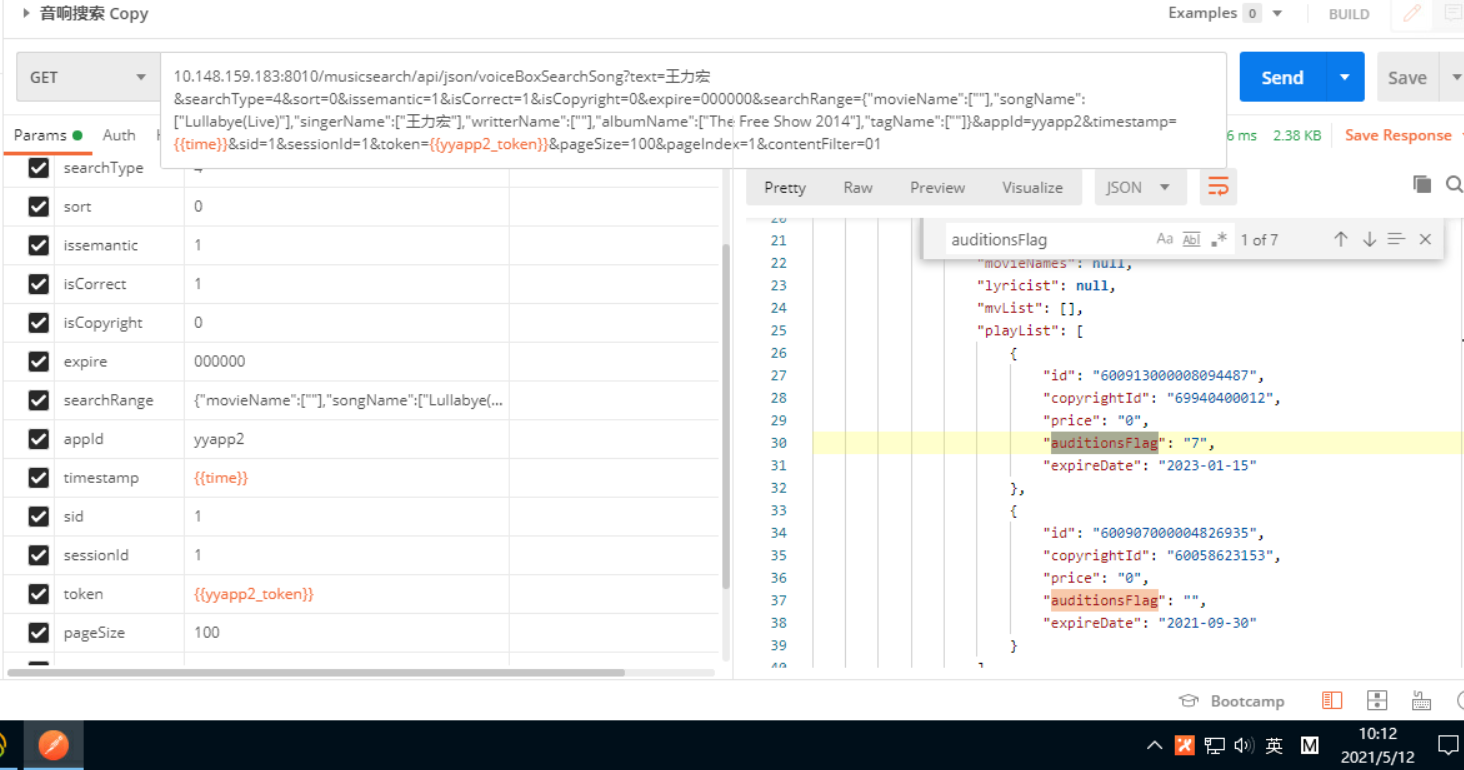 音响搜索 Copy
Examples 0
BUILD
GET
10.148.159.183:8010/musicsearch/api/json/voiceBoxSearchSong?text=王力宏
&searchType=4&sort=0&issemantic=1&isCorrect=1&isCopyright=0&expire=000000&searchRange={"movieName":[""],"songName":
["Lullabye(Live)"],"singerName":["王力宏"],"writterName":[""],"albumName":["The Free Show 2014"],"tagName":[""]}&appId=yyapp2&timestamp=
{{time}}&sid=1&sessionId=1&token={{yyapp2_token}}&pageSize=100&pageIndex=1&contentFilter=01
Send
Save
Params
Auth
6 ms 2.38 KB Save Response
searchType 4
sort 0
issemantic 1
isCorrect 1
isCopyright 0
expire 000000
searchRange {"movieName":[""],"songName":["Lullabye(...
appId yyapp2
timestamp {{time}}
sid 1
sessionId 1
token {{yyapp2_token}}
pageSize 100
Pretty Raw Preview Visualize JSON
auditionsFlag Aa Abl .* 1 of 7
20
21
22 "movieNames": null,
23 "lyricist": null,
24 "mvList": [],
25 "playList": [
26 {
27 "id": "600913000008094487",
28 "copyrightId": "69940400012",
29 "price": "0",
30 "auditionsFlag": "7",
31 "expireDate": "2023-01-15"
32 },
33 {
34 "id": "600907000004826935",
35 "copyrightId": "60058623153",
36 "price": "0",
37 "auditionsFlag": "",
38 "expireDate": "2021-09-30"
39 }
40 ]
Bootcamp
英 M
10:12
2021/5/12